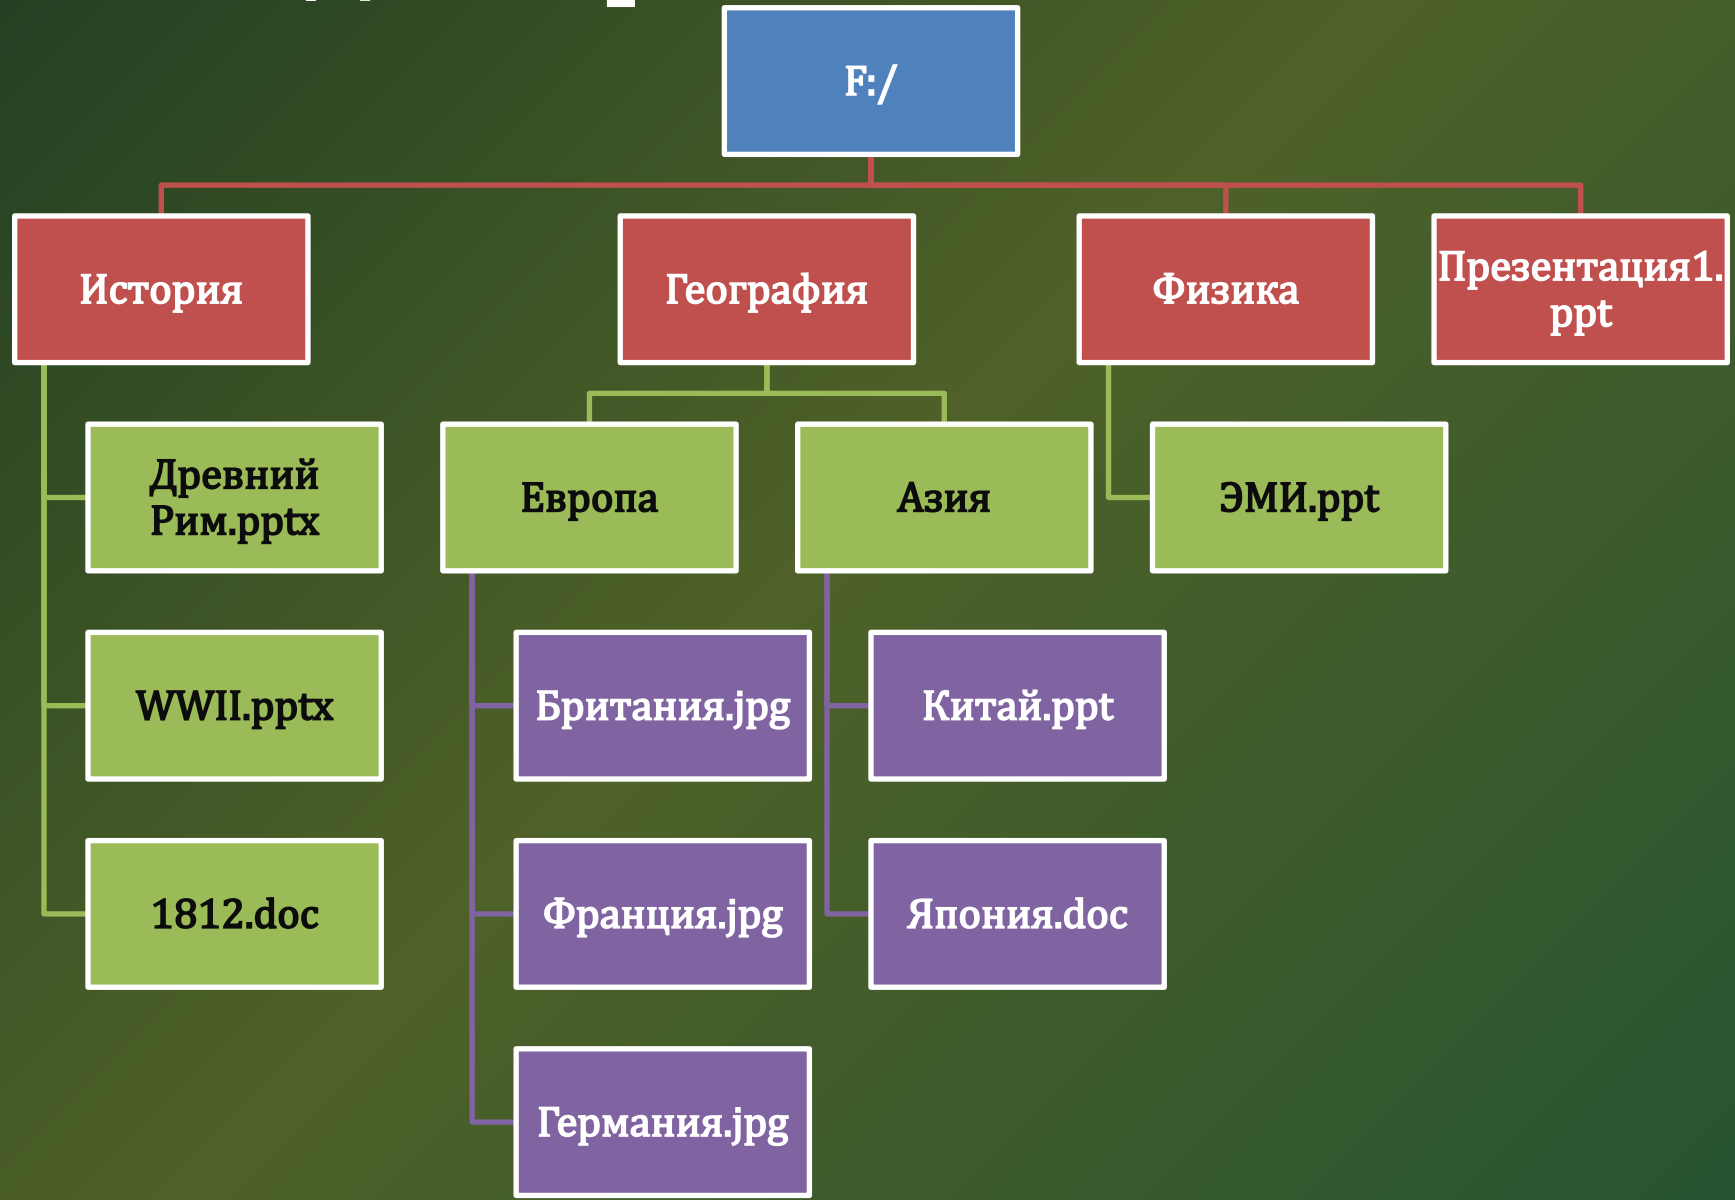 F:/
История
География
Физика
Презентация1.
ppt
Древний
Рим.pptx
Европа
Азия
ЭМИ.ppt
WWII.pptx
Британия.jpg
Китай.ppt
1812.doc
Франция.jpg
Япония.doc
Германия.jpg